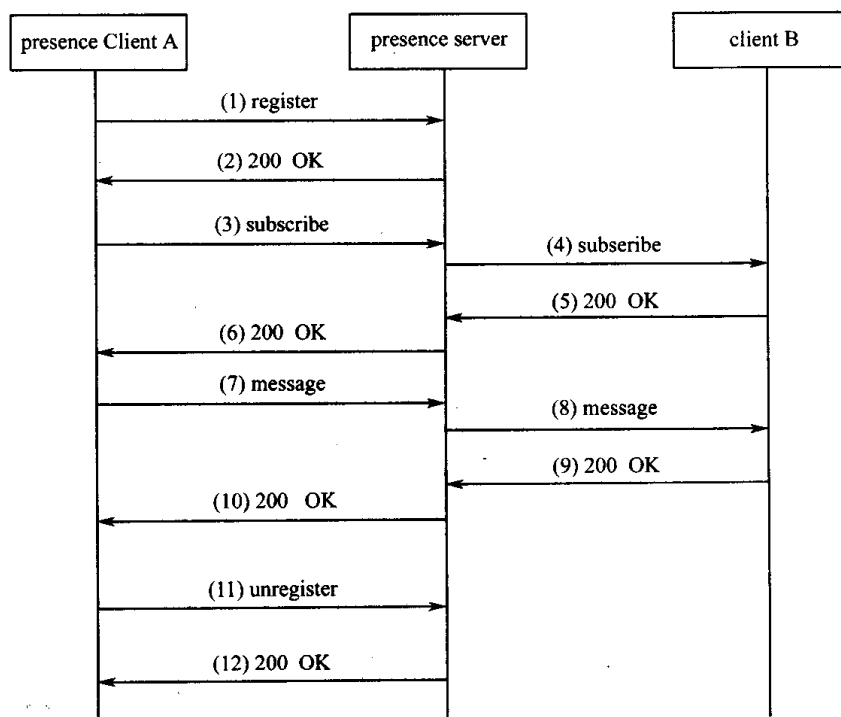 presence Client A
presence server
client B
(1) register
(2) 200 OK
(3) subscribe
(4) subseribe
(5) 200 OK
(6) 200 OK
(7) message
(8) message
(9) 200 OK
(10) 200 OK
(11) unregister
(12) 200 OK